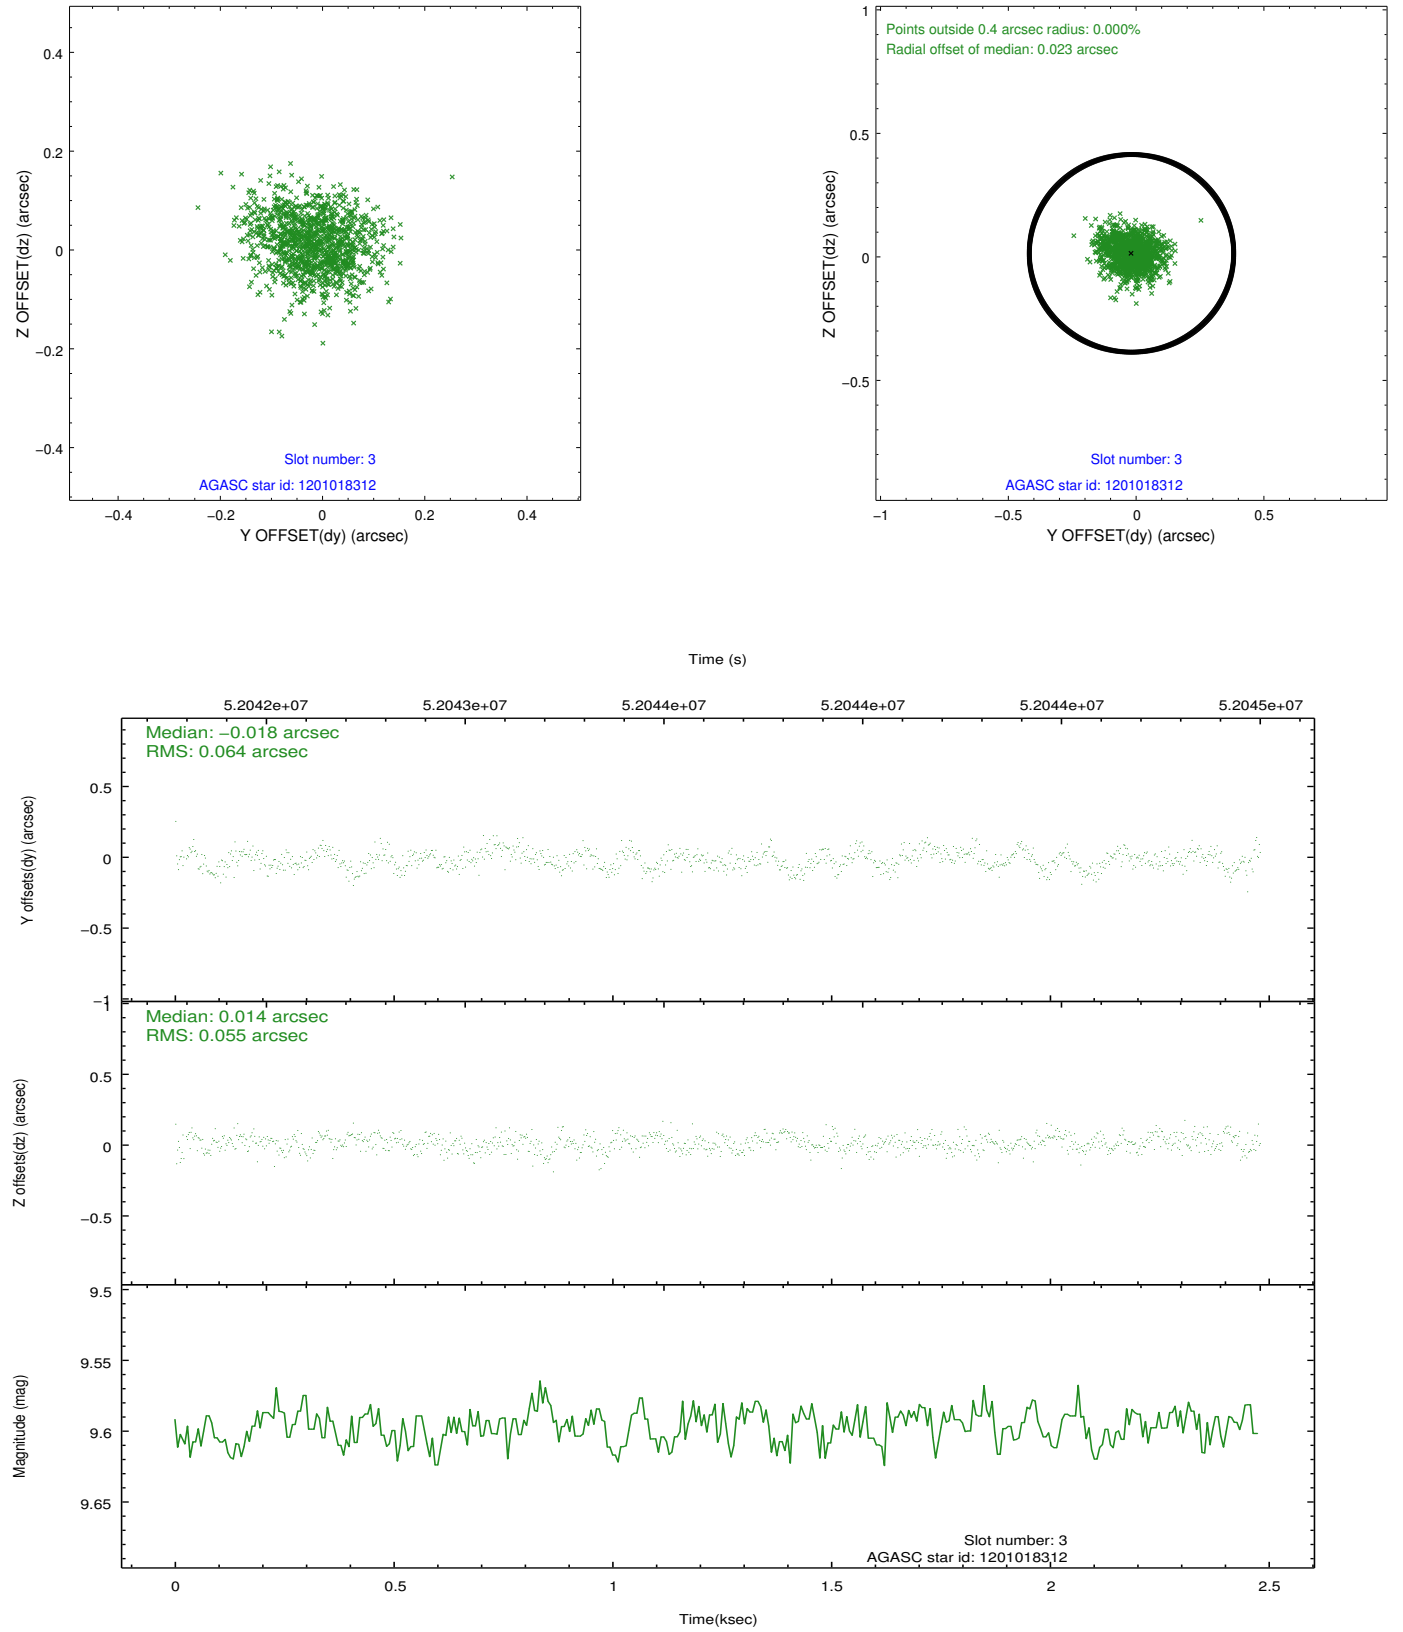 0.4
0.2
0
−0.2
−0.4
Z OFFSET(dz) (arcsec)
Slot number: 3
AGASC star id: 1201018312
−0.4
−0.2
0
0.2
0.4
Y OFFSET(dy) (arcsec)
Points outside 0.4 arcsec radius: 0.000%
Radial offset of median: 0.023 arcsec
1
0.5
0
−0.5
Z OFFSET(dz) (arcsec)
Slot number: 3
AGASC star id: 1201018312
−1
−0.5
0
0.5
Y OFFSET(dy) (arcsec)
Time (s)
5.2042e+07
5.2043e+07
5.2044e+07
5.2044e+07
5.2044e+07
5.2045e+07
Median: −0.018 arcsec
RMS: 0.064 arcsec
0.5
0
−0.5
−1
Y offsets(dy) (arcsec)
Median: 0.014 arcsec
RMS: 0.055 arcsec
1
0.5
0
−0.5
Z offsets(dz) (arcsec)
9.5
9.55
9.6
9.65
Magnitude (mag)
Slot number: 3
AGASC star id: 1201018312
0
0.5
1
1.5
2
2.5
Time(ksec)